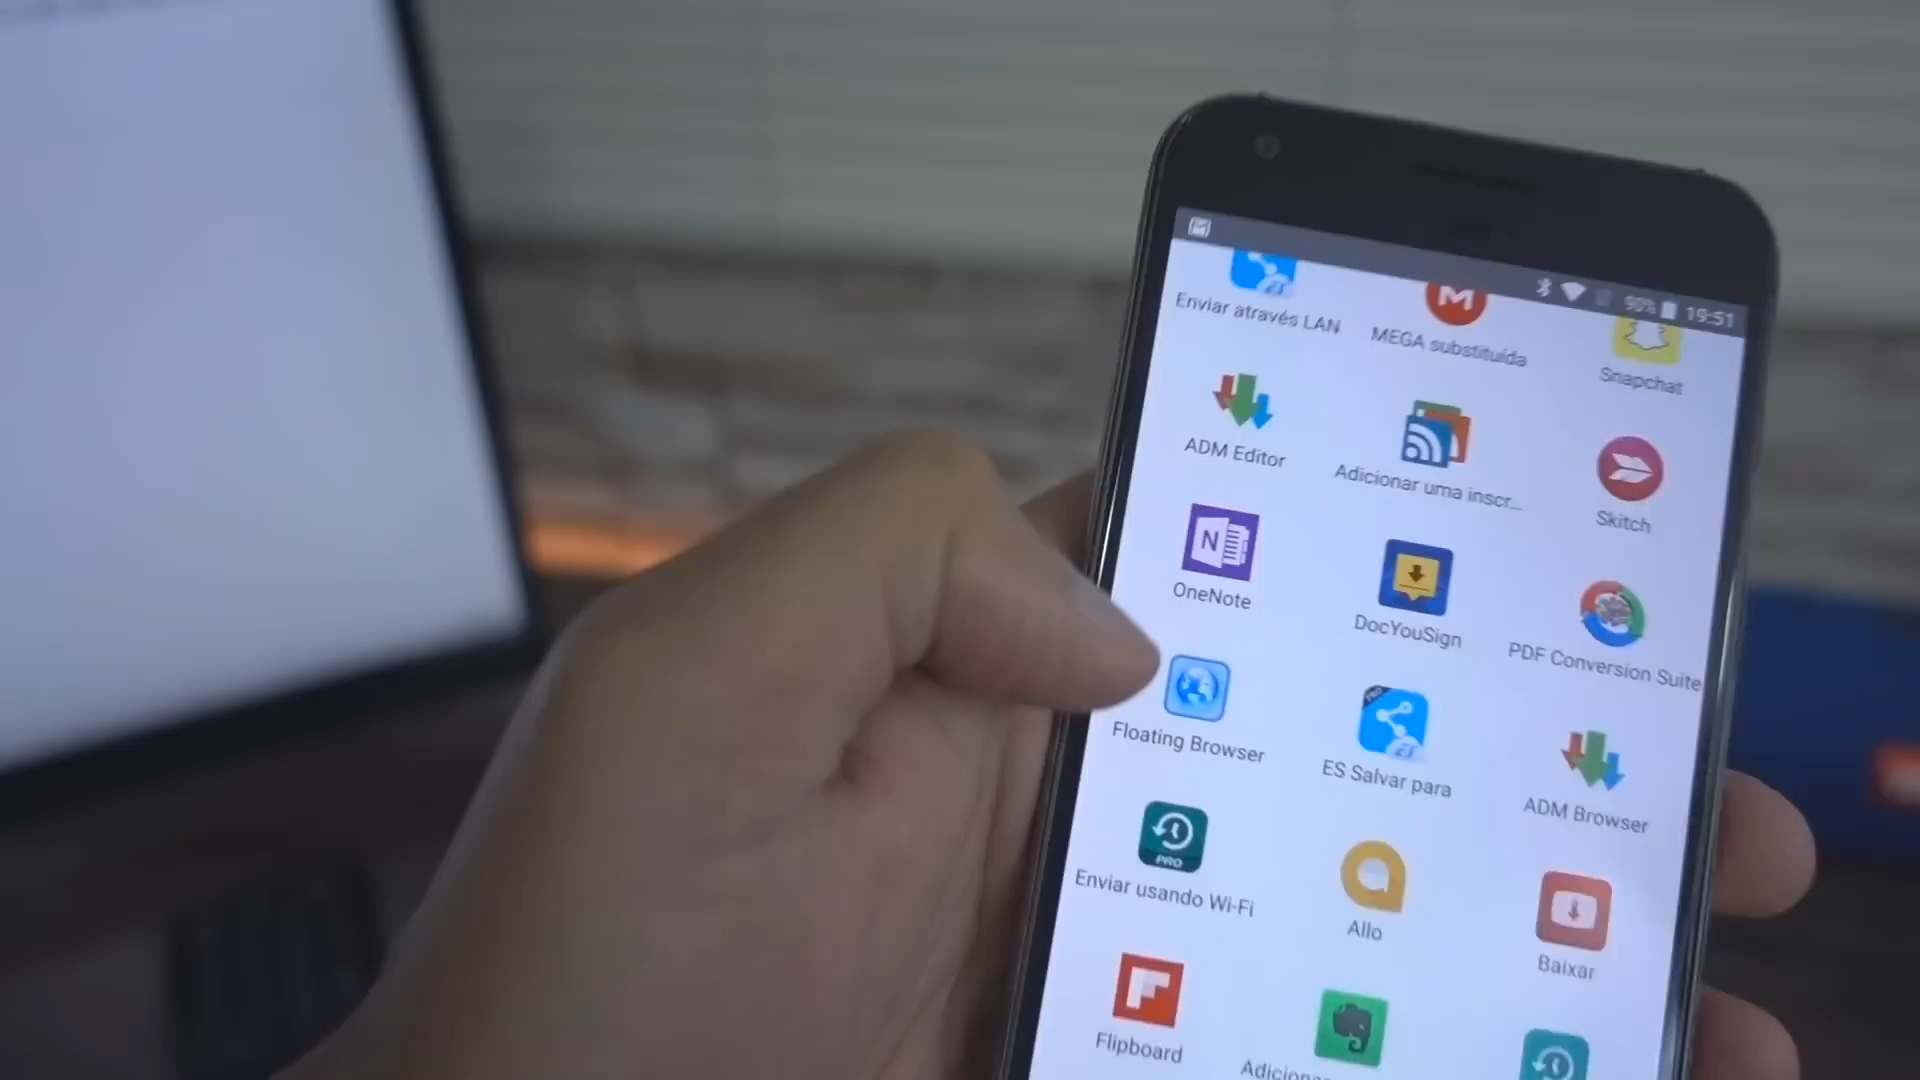 90% 19:51
Enviar através LAN
MEGA substituída
Snapchat
ADM Editor
Adicionar uma inscr...
Skitch
OneNote
DocYouSign
PDF Conversion Suite
Floating Browser
PRO
ES Salvar para
ADM Browser
PRO
Enviar usando Wi-Fi
Allo
Baixar
Flipboard